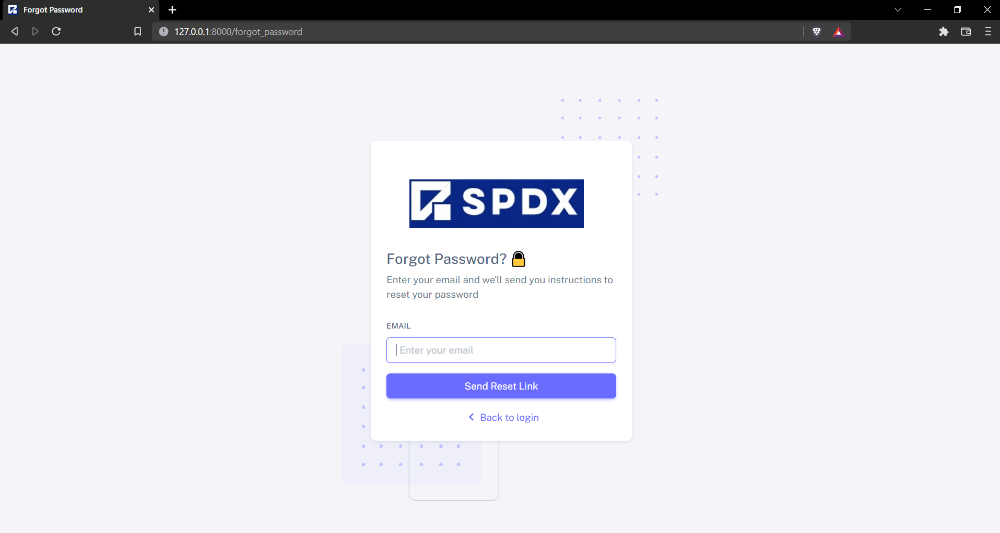 Forgot Password
127.0.0.1:8000/forgot_password
SPDX
Forgot Password?
Enter your email and we'll send you instructions to
reset your password
EMAIL
Enter your email
Send Reset Link
Back to login